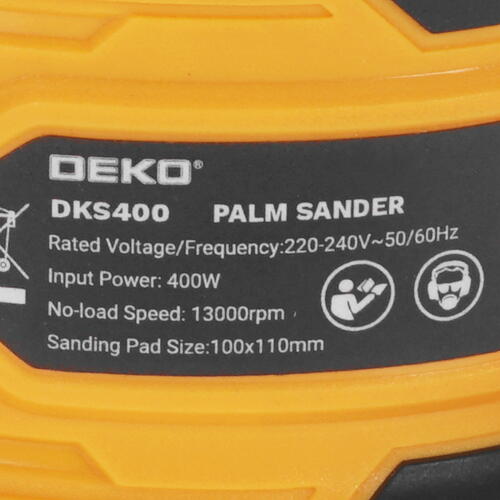 DEKO®
DKS400 PALM SANDER
Rated Voltage/Frequency:220-240V~50/60Hz
Input Power: 400W
No-load Speed: 13000rpm
Sanding Pad Size:100x110mm